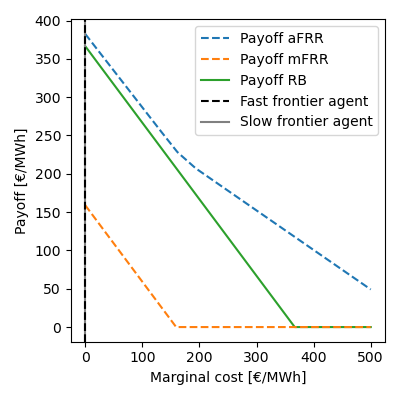 400
350
300
250
200
150
100
50
0
Payoff [€/MWh]
Payoff aFRR
Payoff mFRR
Payoff RB
Fast frontier agent
Slow frontier agent
0 100 200 300 400 500
Marginal cost [€/MWh]